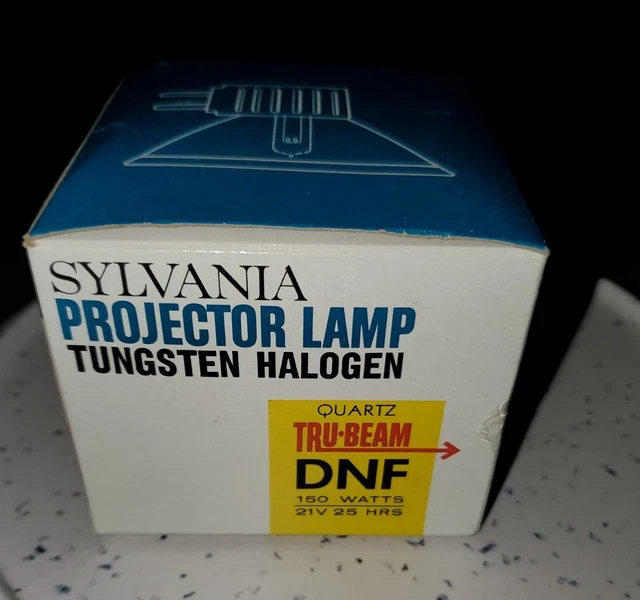 SYLVANIA
PROJECTOR LAMP
TUNGSTEN HALOGEN
QUARTZ
TRU•BEAM
DNF
150 WATTS
21V 25 HRS